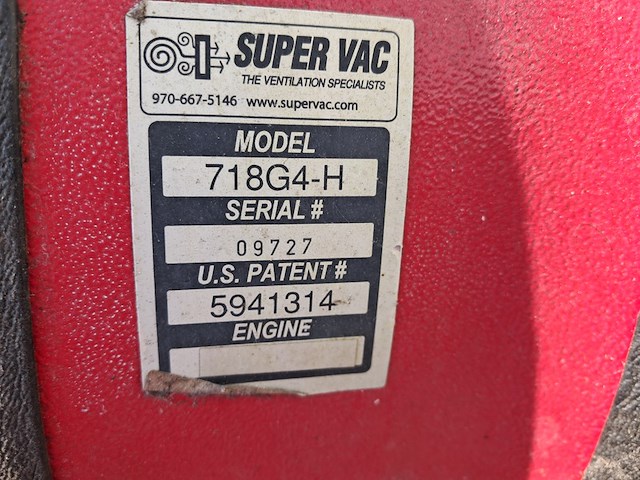 SUPER VAC
THE VENTILATION SPECIALISTS
970-667-5146 www.supervac.com
MODEL
718G4-H
SERIAL #
09727
U.S. PATENT #
5941314
ENGINE